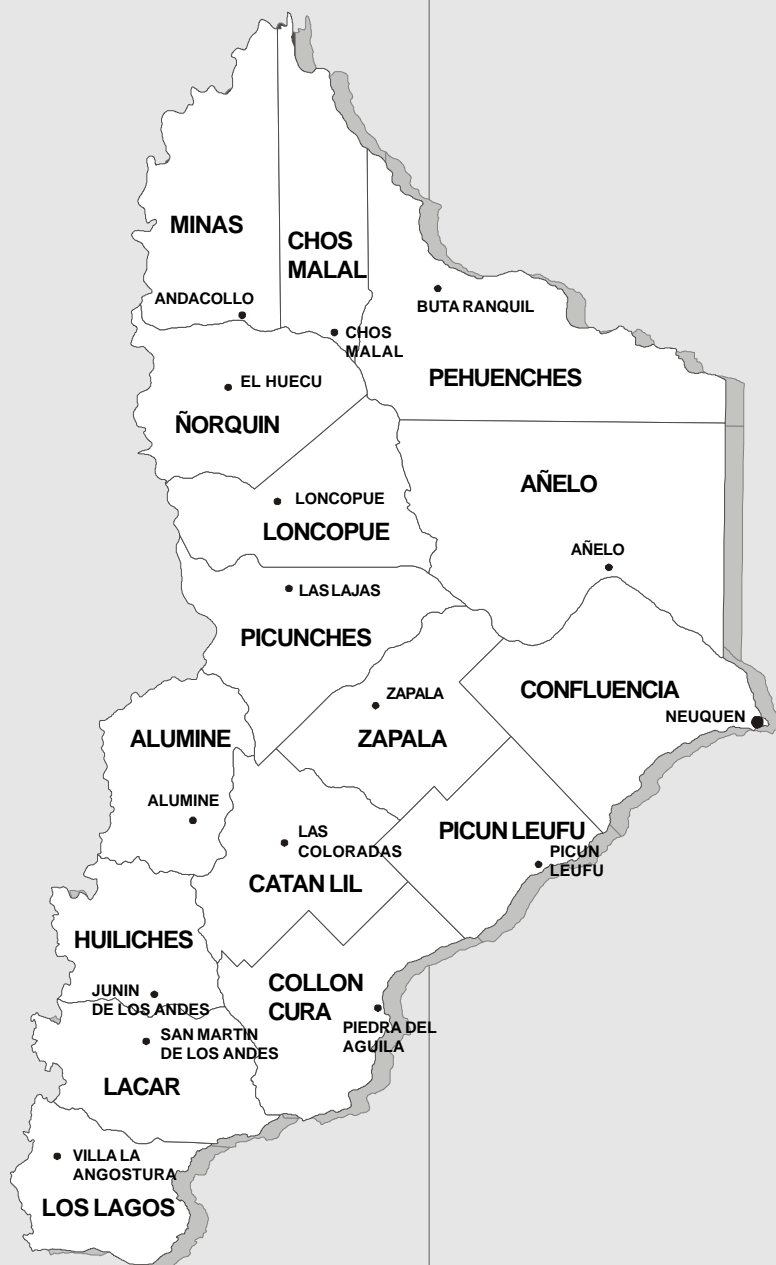 MINAS
CHOS
MALAL
ANDACOLLO
BUTA RANQUIL
CHOS
MALAL
PEHUENCHES
EL HUECU
ÑORQUIN
AÑELO
LONCOPUE
LONCOPUE
AÑELO
LAS LAJAS
PICUNCHES
CONFLUENCIA
ZAPALA
NEUQUEN
ALUMINE
ZAPALA
ALUMINE
LAS
COLORADAS
PICUN LEUFU
PICUN
LEUFU
CATAN LIL
HUILICHES
COLLON
CURA
JUNIN
DE LOS ANDES
PIEDRA DEL
AGUILA
SAN MARTIN
DE LOS ANDES
LACAR
VILLA LA
ANGOSTURA
LOS LAGOS